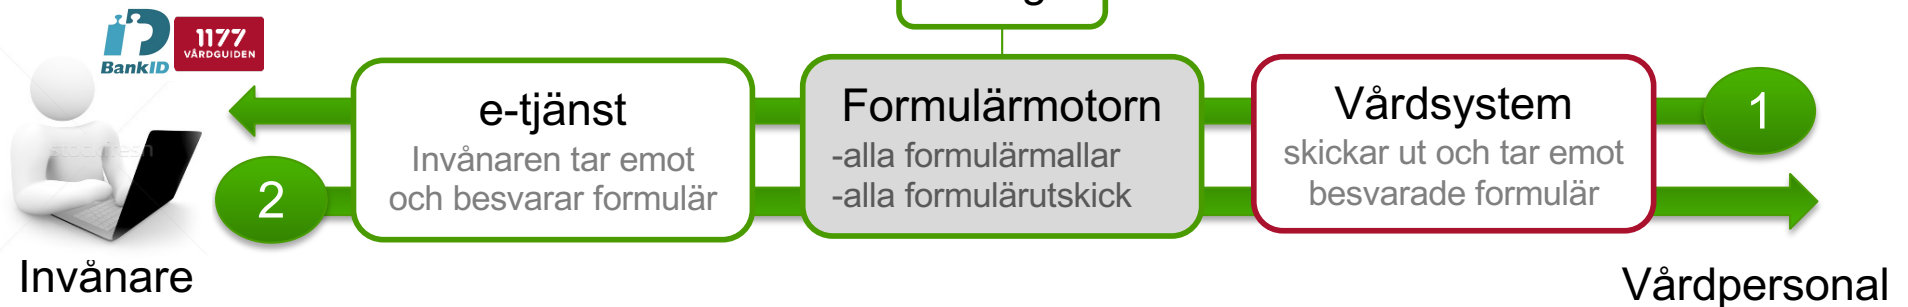 BankID
1177
VÅRDGUIDEN
e-tjänst
Invånaren tar emot
och besvarar formulär
Formulärmotorn
-alla formulärmallar
-alla formulärutskick
Vårdsystem
skickar ut och tar emot
besvarade formulär
1
2
Invånare
Vårdpersonal